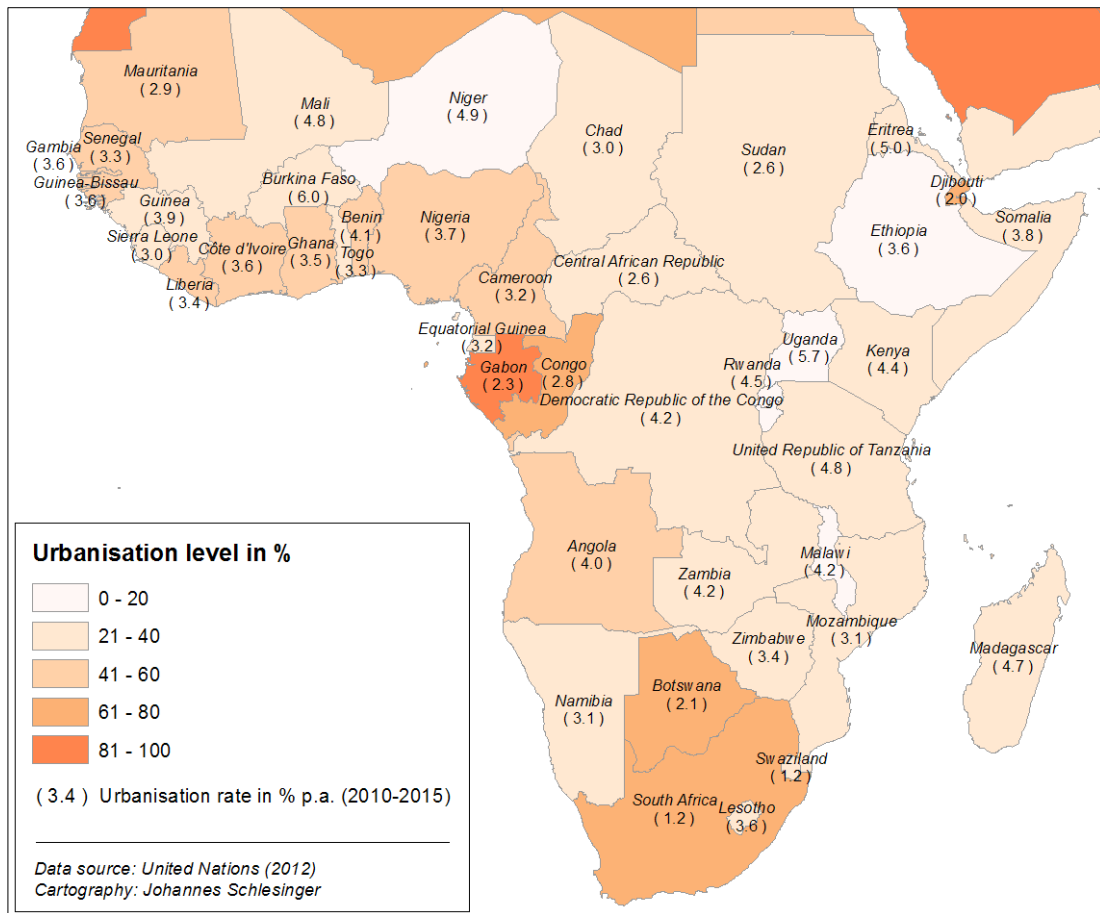 Mauritania
( 2.9 )
Mali
( 4.8 )
Niger
( 4.9 )
Chad
( 3.0 )
Sudan
( 2.6 )
Eritrea
( 5.0 )
Senegal
( 3.3 )
Gambia
( 3.6 )
Guinea-Bissau
( 3.6 )
Guinea
( 3.9 )
Burkina Faso
( 6.0 )
Djibouti
( 2.0 )
Sierra Leone
( 3.0 )
Côte d'Ivoire
( 3.6 )
Ghana
( 3.5 )
Benin
( 4.1 )
Togo
( 3.3 )
Nigeria
( 3.7 )
Ethiopia
( 3.6 )
Somalia
( 3.8 )
Liberia
( 3.4 )
Cameroon
( 3.2 )
Central African Republic
( 2.6 )
Equatorial Guinea
( 3.2 )
Gabon
( 2.3 )
Congo
( 2.8 )
Uganda
( 5.7 )
Kenya
( 4.4 )
Rwanda
( 4.5 )
Democratic Republic of the Congo
( 4.2 )
United Republic of Tanzania
( 4.8 )
Angola
( 4.0 )
Zambia
( 4.2 )
Malawi
( 4.2 )
Mozambique
( 3.1 )
Zimbabwe
( 3.4 )
Madagascar
( 4.7 )
Namibia
( 3.1 )
Botswana
( 2.1 )
Swaziland
( 1.2 )
South Africa
( 1.2 )
Lesotho
( 3.6 )
Urbanisation level in %
0 - 20
21 - 40
41 - 60
61 - 80
81 - 100
( 3.4 ) Urbanisation rate in % p.a. (2010-2015)
Data source: United Nations (2012)
Cartography: Johannes Schlesinger